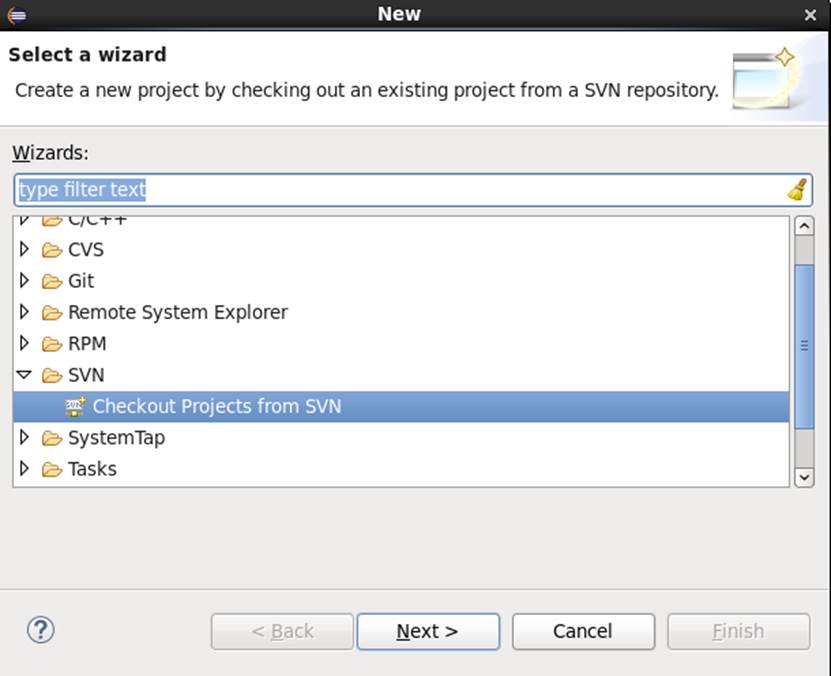 New
Select a wizard
Create a new project by checking out an existing project from a SVN repository.
Wizards:
type filter text
C/C++
CVS
Git
Remote System Explorer
RPM
SVN
Checkout Projects from SVN
SystemTap
Tasks
? < Back Next > Cancel Finish